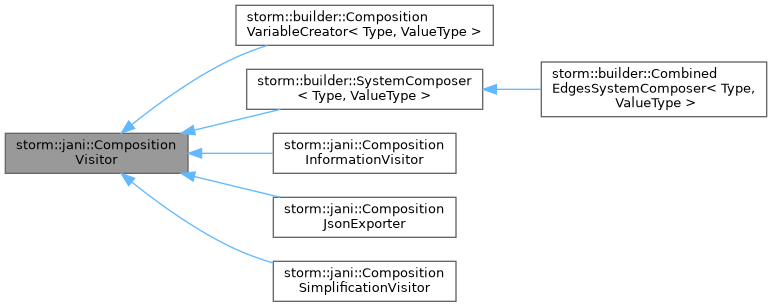 storm::builder::Composition
VariableCreator< Type, ValueType >
storm::builder::SystemComposer
< Type, ValueType >
storm::builder::Combined
EdgesSystemComposer< Type,
ValueType >
storm::jani::Composition
Visitor
storm::jani::Composition
InformationVisitor
storm::jani::Composition
JsonExporter
storm::jani::Composition
SimplificationVisitor